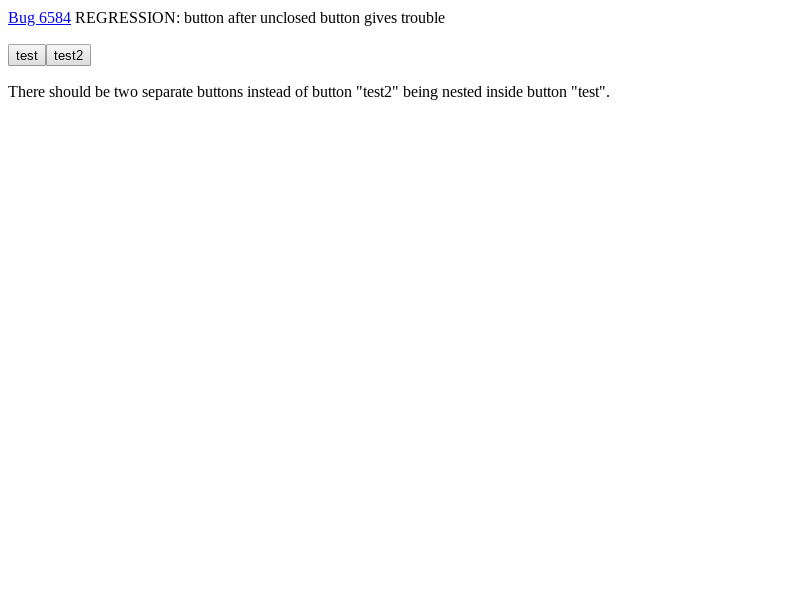 Bug 6584 REGRESSION: button after unclosed button gives trouble
test test2
There should be two separate buttons instead of button "test2" being nested inside button "test".